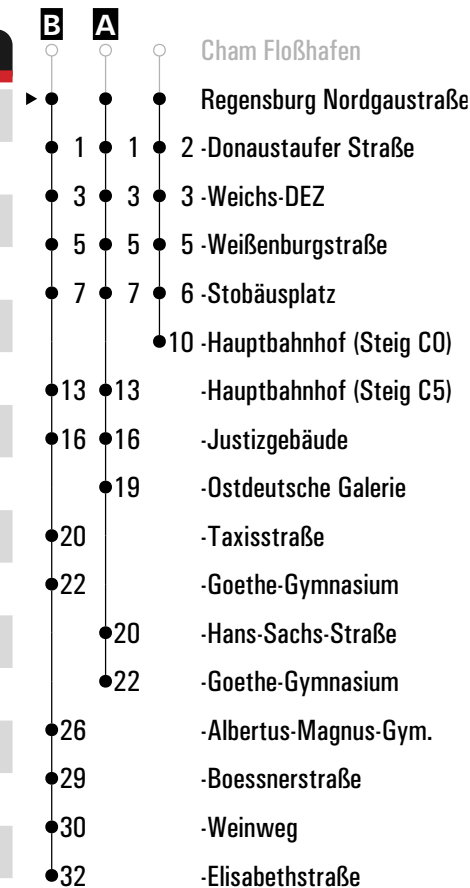 B A
Cham Floßhafen
Regensburg Nordgaustraße
1 1 2 -Donaustaufer Straße
3 3 3 -Weichs-DEZ
5 5 5 -Weißenburgstraße
7 7 6 -Stobäusplatz
10 -Hauptbahnhof (Steig C0)
13 13 -Hauptbahnhof (Steig C5)
16 16 -Justizgebäude
19 -Ostdeutsche Galerie
20 -Taxisstraße
22 -Goethe-Gymnasium
20 -Hans-Sachs-Straße
22 -Goethe-Gymnasium
26 -Albertus-Magnus-Gym.
29 -Boessnerstraße
30 -Weinweg
32 -Elisabethstraße